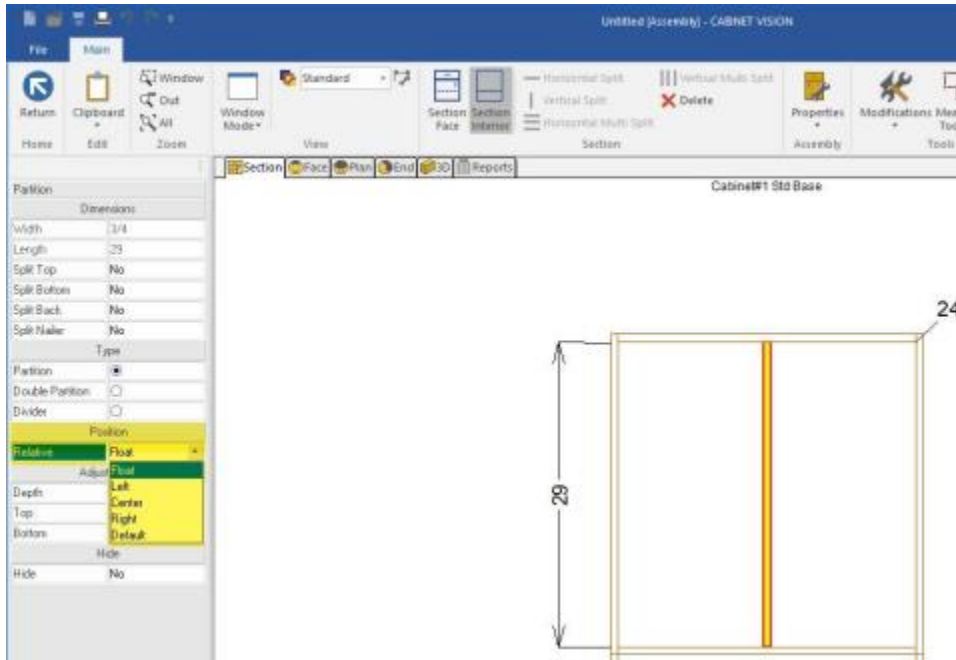 Untitled (Assembly) - CABINET VISION
File Main
Return
Home
Clipboard
Edit
Window
Out
All
Zoom
Window Mode
Standard
View
Section Face
Section Interior
Horizontal Split
Vertical Split
Horizontal Multi Split
Vertical Multi Split
Delete
Section
Properties
Assembly
Modifications
Tools
Section Face Plan End 3D Reports
Cabinet#1 Std Base
Partition
Dimensions
Width 3/4
Length 29
Split Top No
Split Bottom No
Split Back No
Split Nailer No
Type
Partition
Double Partition
Divider
Position
Relative Float
Float
Left
Center
Right
Default
Depth
Top
Bottom
Hide
Hide No
29
24